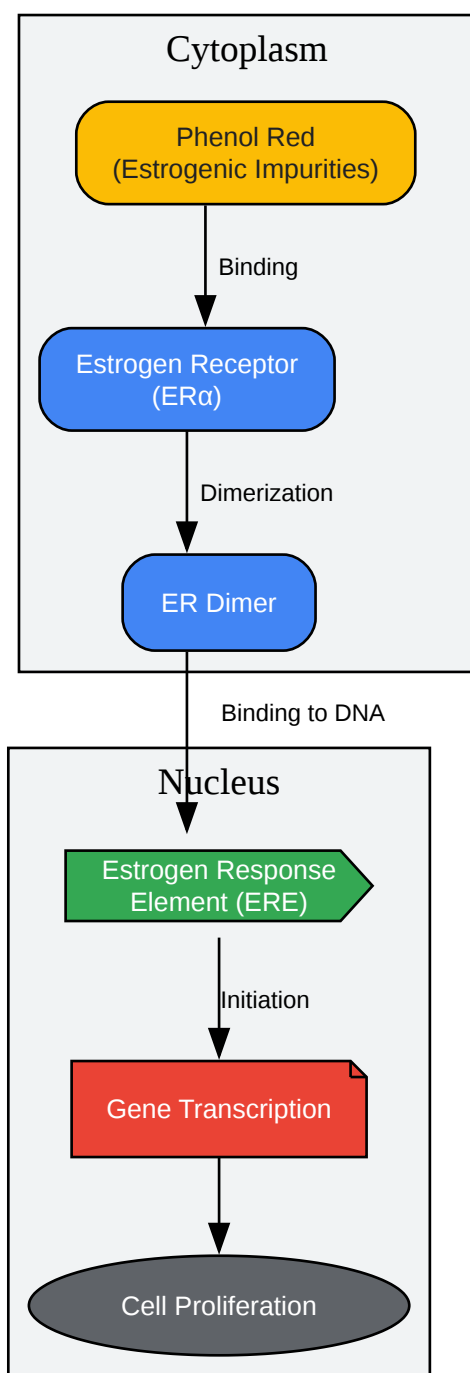 Cytoplasm
Phenol Red
(Estrogenic Impurities)
Binding
Estrogen Receptor
(ERα)
Dimerization
ER Dimer
Binding to DNA
Nucleus
Estrogen Response
Element (ERE)
Initiation
Gene Transcription
Cell Proliferation